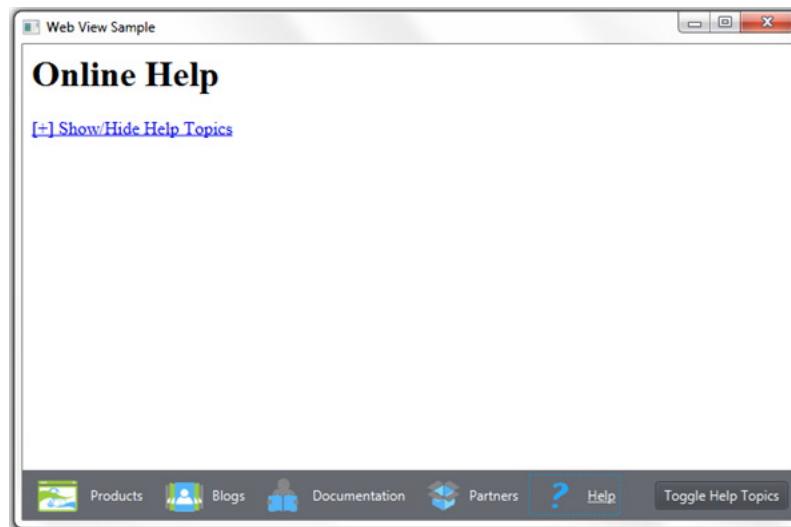 Web View Sample
Online Help
[+] Show/Hide Help Topics
Products Blogs Documentation Partners ? Help Toggle Help Topics